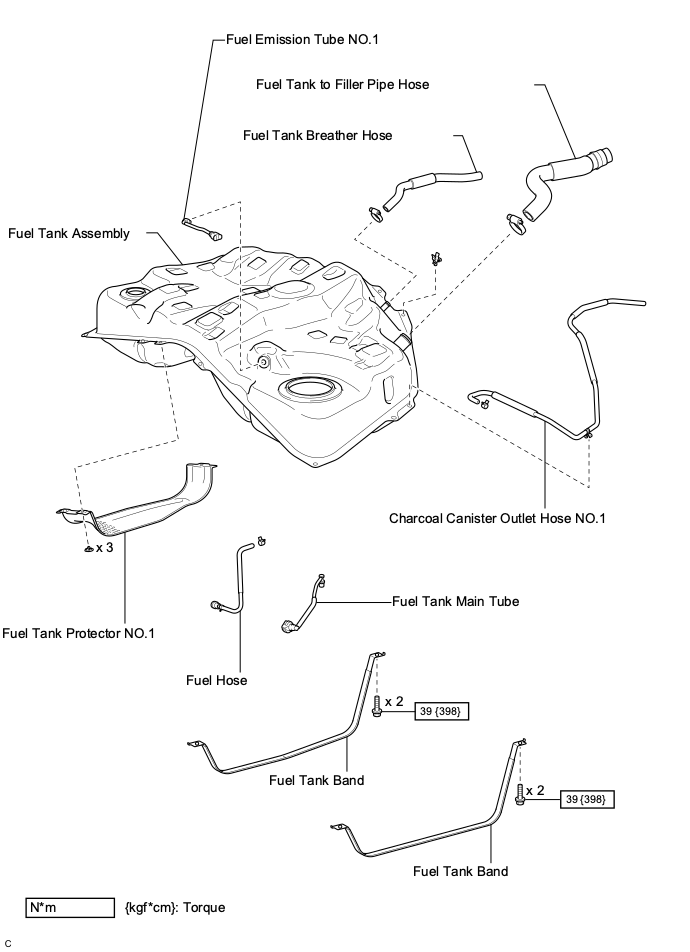 Fuel Emission Tube NO.1
Fuel Tank to Filler Pipe Hose
Fuel Tank Breather Hose
Fuel Tank Assembly
Charcoal Canister Outlet Hose NO.1
x 3
Fuel Tank Main Tube
Fuel Tank Protector NO.1
Fuel Hose
x 2
39 {398}
Fuel Tank Band
x 2
39 {398}
Fuel Tank Band
N*m {kgf*cm}: Torque
C